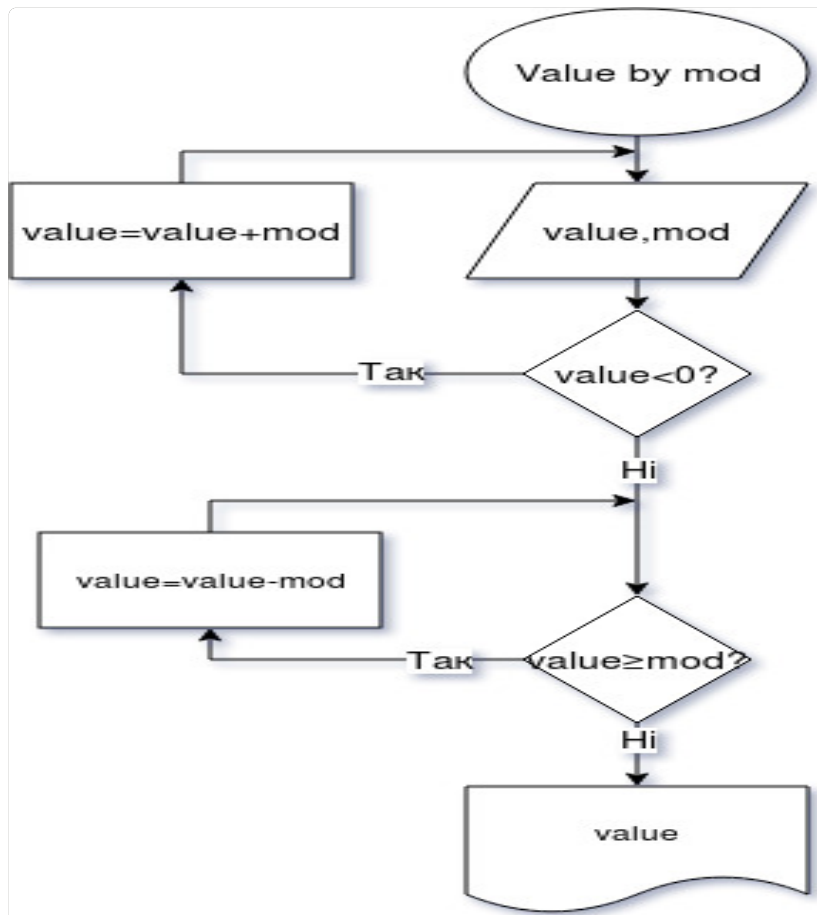 Value by mod
value=value+mod
value,mod
Так
value<0?
Ні
value=value-mod
Так
value≥mod?
Ні
value